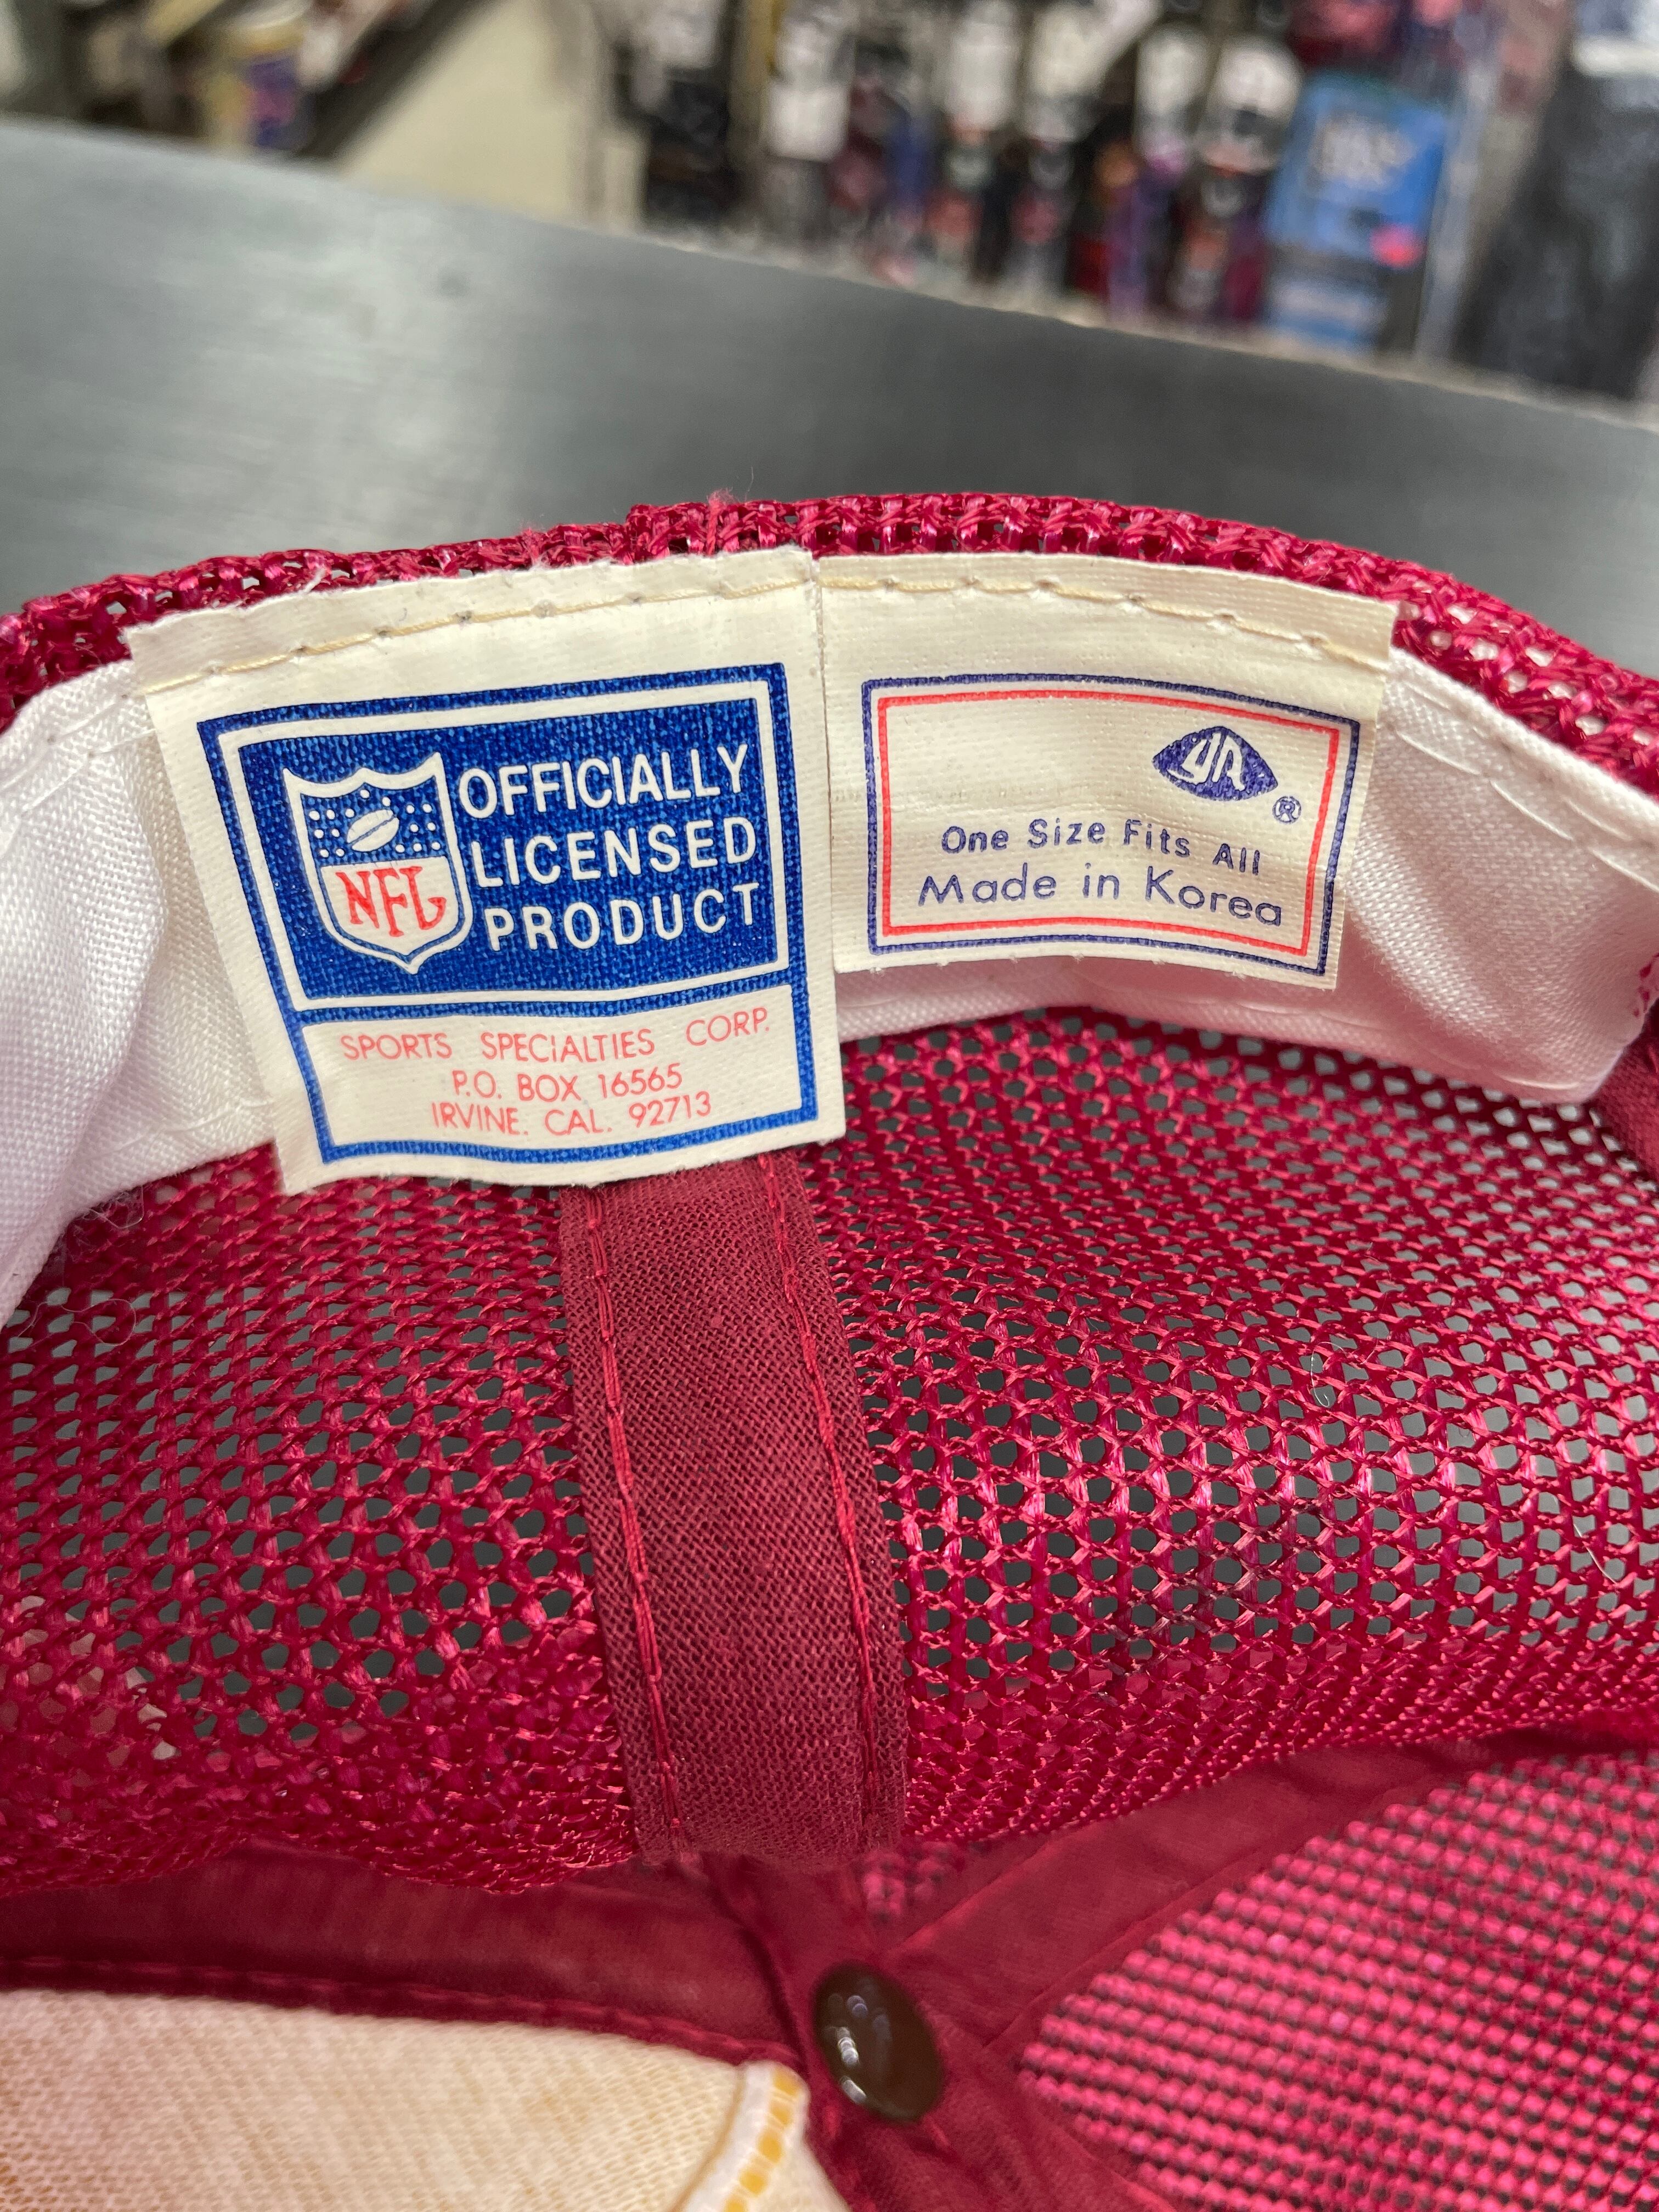 OFFICIALLY
LICENSED
PRODUCT
NFL
SPORTS SPECIALTIES CORP.
P.O. BOX 16565
IRVINE. CAL. 92713
YA
®
One Size Fits All
Made in Korea